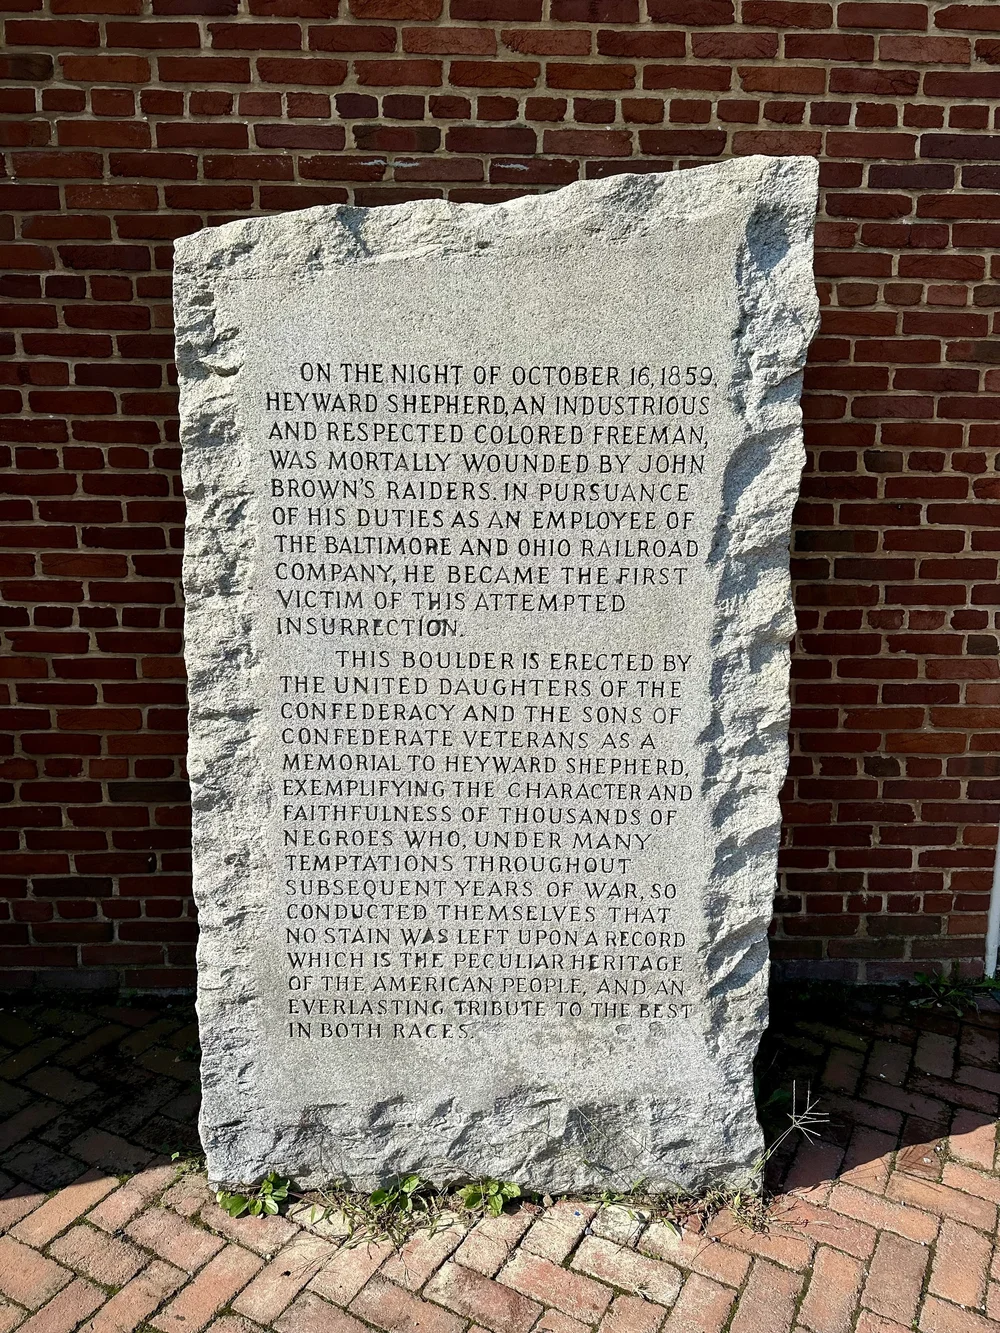 ON THE NIGHT OF OCTOBER 16, 1859,
HEYWARD SHEPHERD, AN INDUSTRIOUS
AND RESPECTED COLORED FREEMAN,
WAS MORTALLY WOUNDED BY JOHN
BROWN'S RAIDERS. IN PURSUANCE
OF HIS DUTIES AS AN EMPLOYEE OF
THE BALTIMORE AND OHIO RAILROAD
COMPANY, HE BECAME THE FIRST
VICTIM OF THIS ATTEMPTED
INSURRECTION.
THIS BOULDER IS ERECTED BY
THE UNITED DAUGHTERS OF THE
CONFEDERACY AND THE SONS OF
CONFEDERATE VETERANS AS A
MEMORIAL TO HEYWARD SHEPHERD,
EXEMPLIFYING THE CHARACTER AND
FAITHFULNESS OF THOUSANDS OF
NEGROES WHO, UNDER MANY
TEMPTATIONS THROUGHOUT
SUBSEQUENT YEARS OF WAR, SO
CONDUCTED THEMSELVES THAT
NO STAIN WAS LEFT UPON A RECORD
WHICH IS THE PECULIAR HERITAGE
OF THE AMERICAN PEOPLE, AND AN
EVERLASTING TRIBUTE TO THE BEST
IN BOTH RACES.